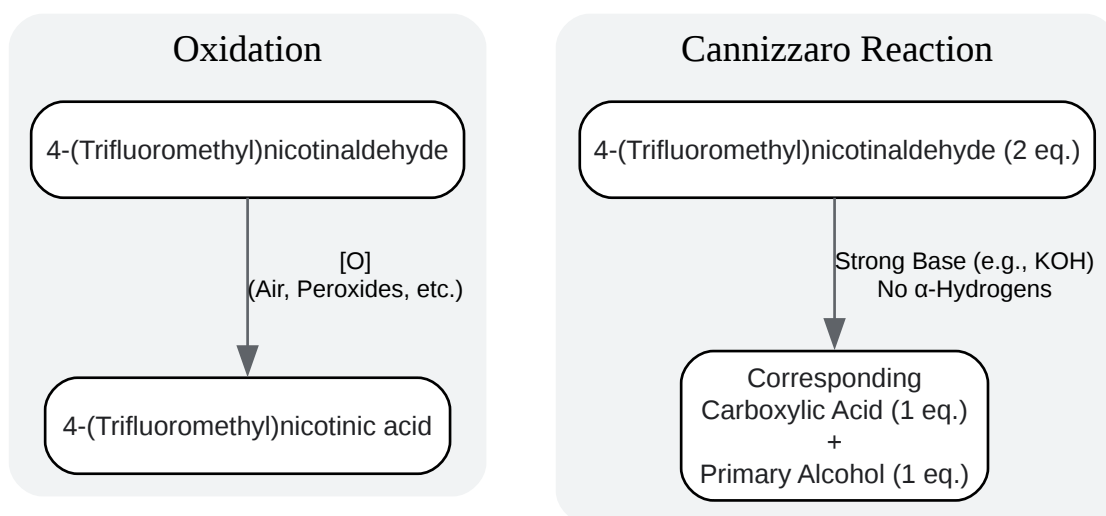 Oxidation
4-(Trifluoromethyl)nicotinaldehyde
[O]
(Air, Peroxides, etc.)
4-(Trifluoromethyl)nicotinic acid
Cannizzaro Reaction
4-(Trifluoromethyl)nicotinaldehyde (2 eq.)
Strong Base (e.g., KOH)
No α-Hydrogens
Corresponding
Carboxylic Acid (1 eq.)
+
Primary Alcohol (1 eq.)